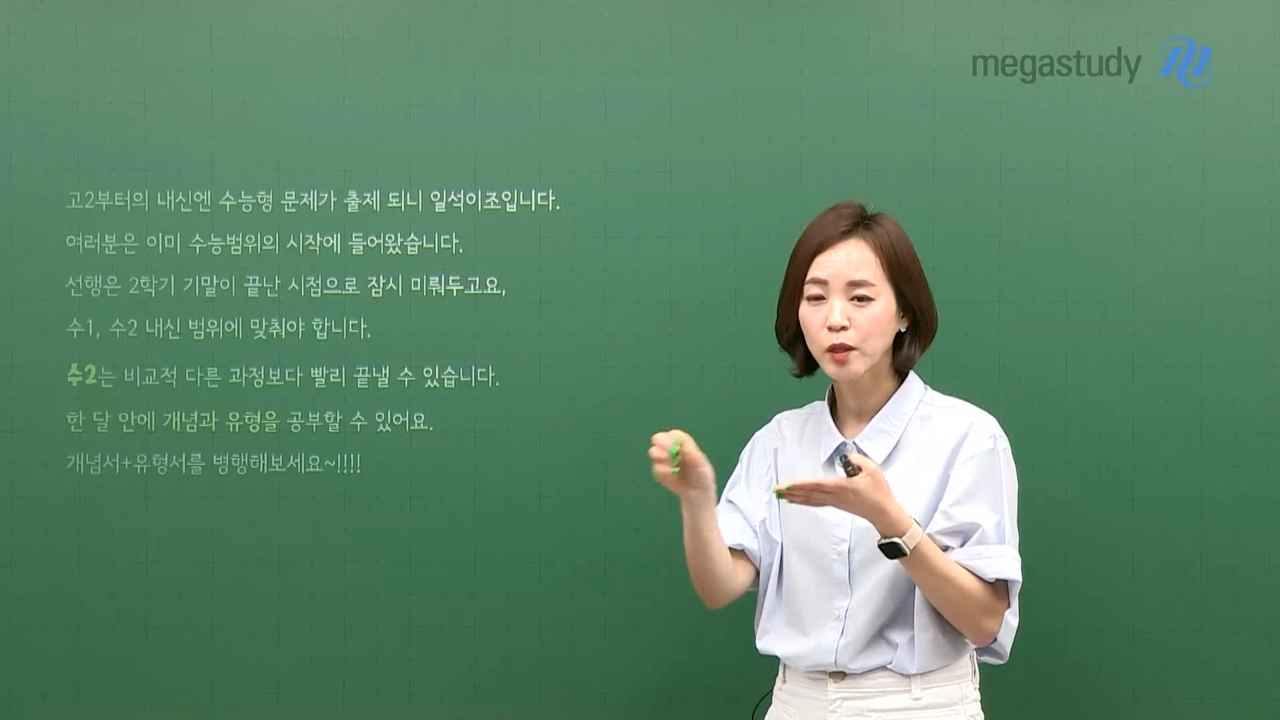 megastudy
고2부터의 내신엔 수능형 문제가 출제 되니 일석이조입니다.
여러분은 이미 수능범위의 시작에 들어왔습니다.
선행은 2학기 기말이 끝난 시점으로 잠시 미뤄두고요,
수1, 수2 내신 범위에 맞춰야 합니다.
수2는 비교적 다른 과정보다 빨리 끝낼 수 있습니다.
한 달 안에 개념과 유형을 공부할 수 있어요.
개념서+유형서를 병행해보세요~!!!!